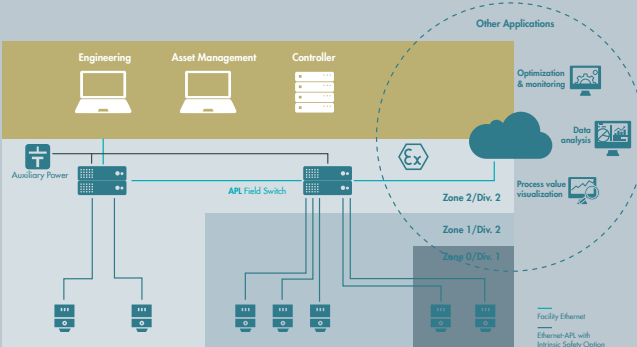 Other Applications
Engineering
Asset Management
Controller
Optimization
& monitoring
Data
analysis
Process value
visualization
Ex
Auxiliary Power
APL Field Switch
Zone 2/Div. 2
Zone 1/Div. 2
Zone 0/Div. 1
Facility Ethernet
Ethernet-APL with
Intrinsic Safety Option